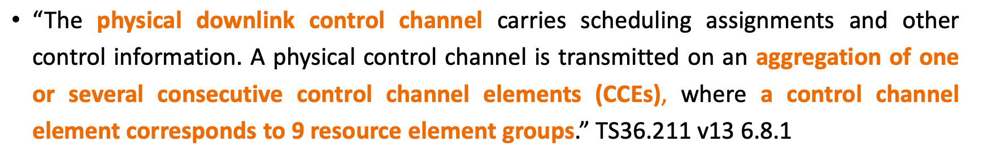 • “The physical downlink control channel carries scheduling assignments and other
control information. A physical control channel is transmitted on an aggregation of one
or several consecutive control channel elements (CCEs), where a control channel
element corresponds to 9 resource element groups.” TS36.211 v13 6.8.1